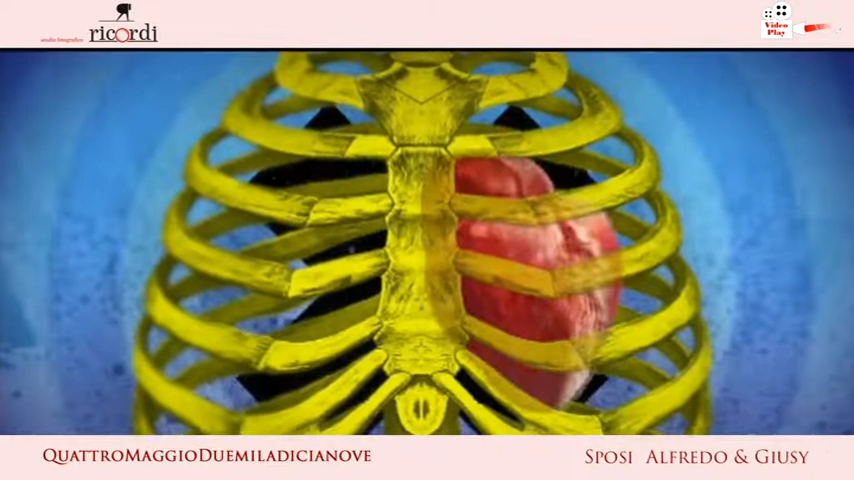 studio fotografico ricordi
Video
Play
QuattroMaggioDuemiladicianove
Sposi Alfredo & Giusy